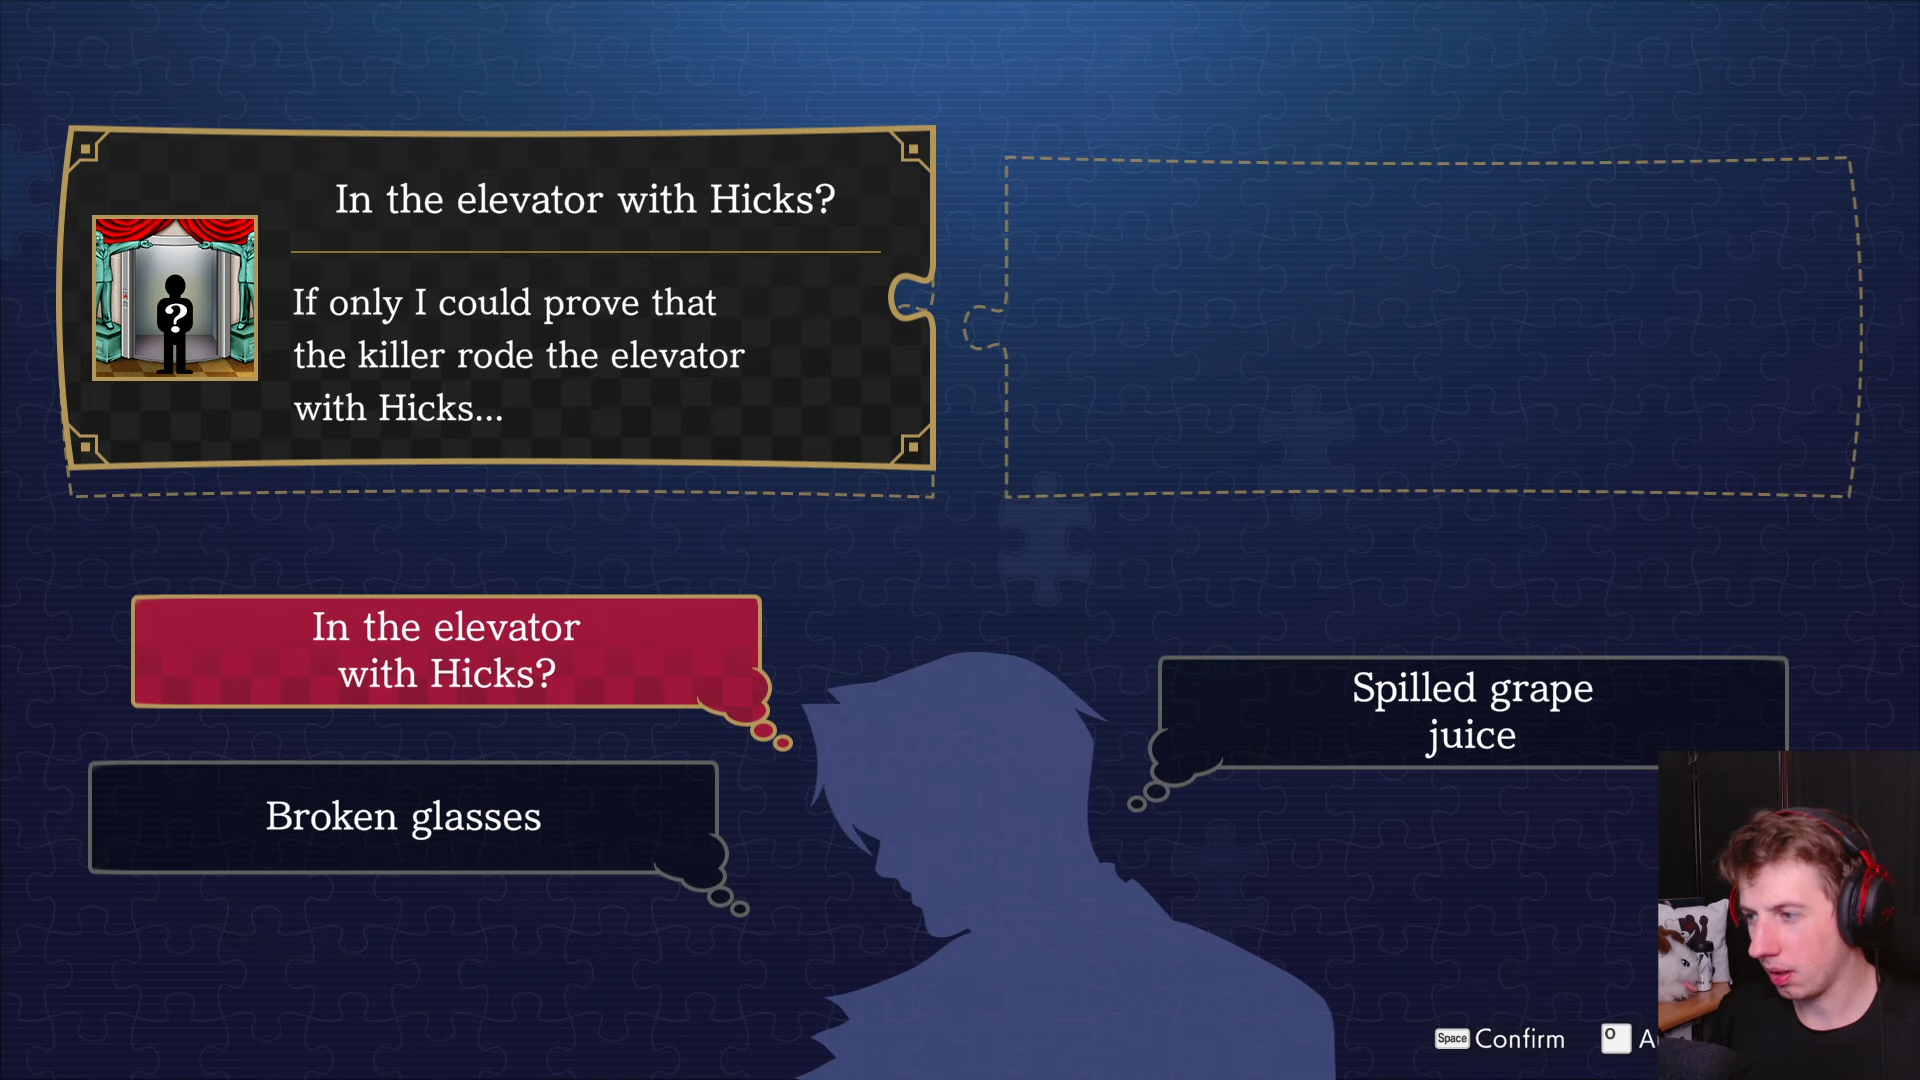 In the elevator with Hicks?
?
If only I could prove that
the killer rode the elevator
with Hicks...
In the elevator
with Hicks?
Spilled grape
juice
Broken glasses
Space Confirm
O